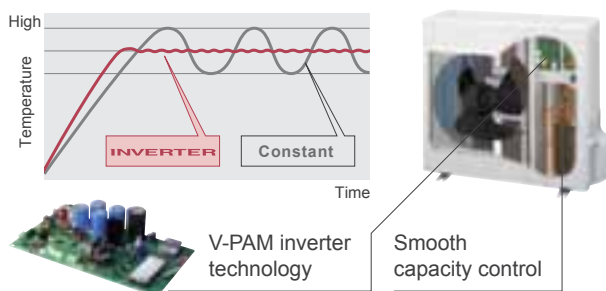 High
Temperature
INVERTER
Constant
Time
V-PAM inverter
technology
Smooth
capacity control